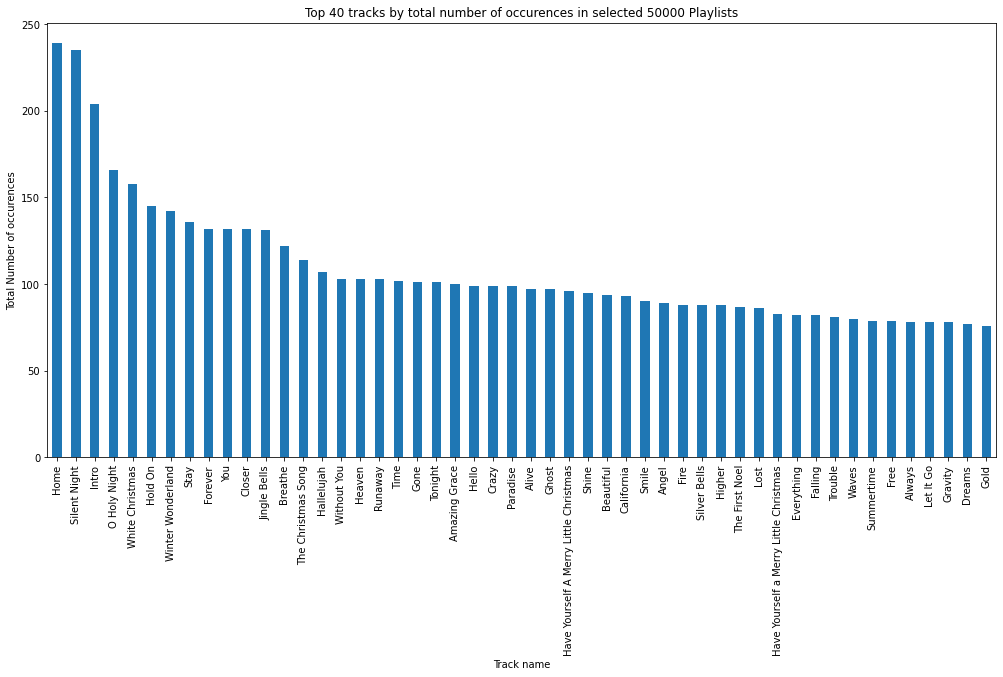 Top 40 tracks by total number of occurences in selected 50000 Playlists
Total Number of occurences
250
200
150
100
50
0
Home
Silent Night
Intro
O Holy Night
White Christmas
Hold On
Winter Wonderland
Stay
Forever
You
Closer
Jingle Bells
Breathe
The Christmas Song
Hallelujah
Without You
Heaven
Runaway
Time
Gone
Tonight
Amazing Grace
Hello
Crazy
Paradise
Alive
Ghost
Have Yourself A Merry Little Christmas
Shine
Beautiful
California
Smile
Angel
Fire
Silver Bells
Higher
The First Noel
Lost
Have Yourself a Merry Little Christmas
Everything
Falling
Trouble
Waves
Summertime
Free
Always
Let It Go
Gravity
Dreams
Gold
Track name